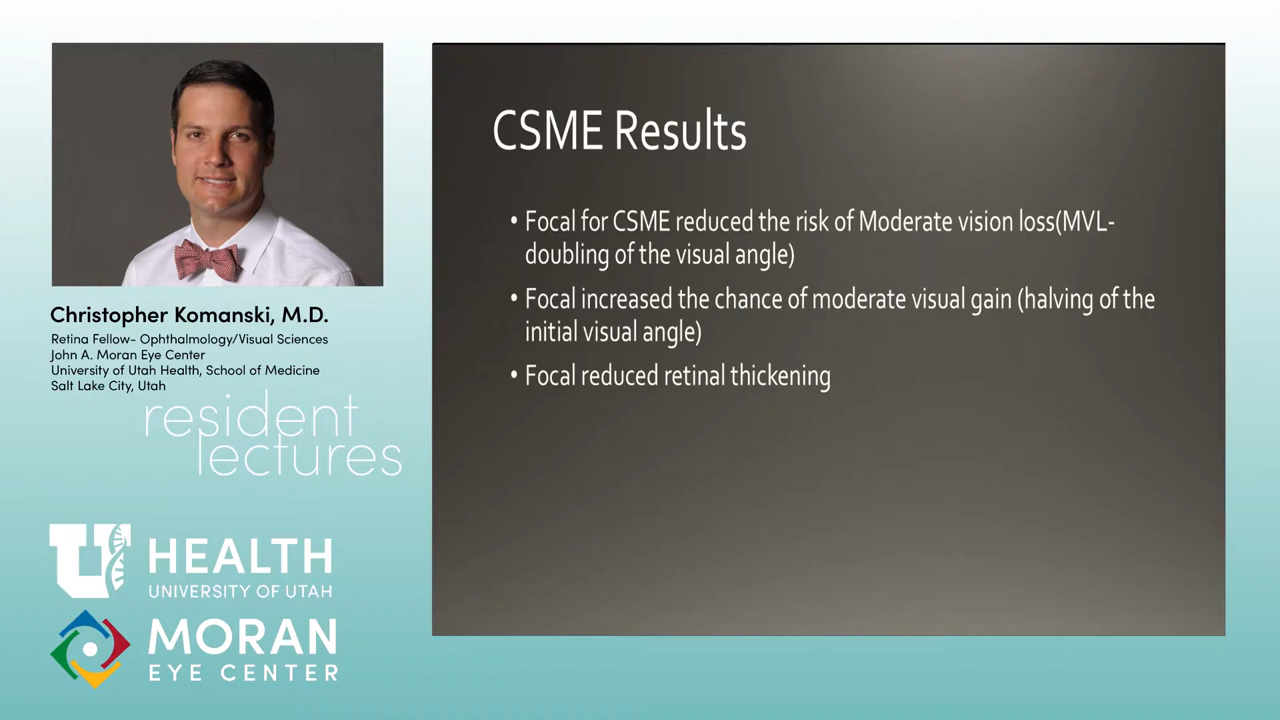 Christopher Komanski, M.D.
Retina Fellow- Ophthalmology/Visual Sciences
John A. Moran Eye Center
University of Utah Health, School of Medicine
Salt Lake City, Utah
resident
lectures
U HEALTH
UNIVERSITY OF UTAH
MORAN
EYE CENTER
CSME Results
• Focal for CSME reduced the risk of Moderate vision loss(MVL-
doubling of the visual angle)
• Focal increased the chance of moderate visual gain (halving of the
initial visual angle)
• Focal reduced retinal thickening